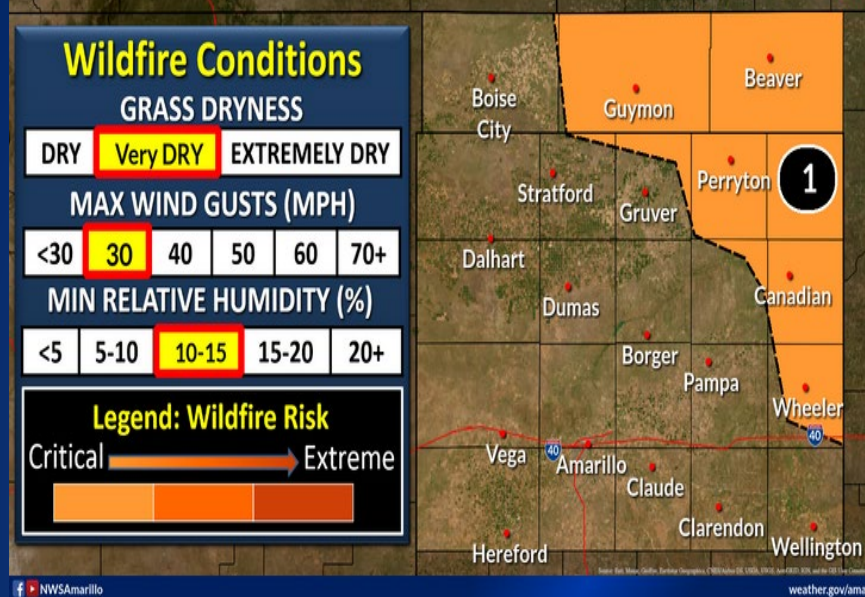 Wildfire Conditions
GRASS DRYNESS
DRY Very DRY EXTREMELY DRY
MAX WIND GUSTS (MPH)
<30 30 40 50 60 70+
MIN RELATIVE HUMIDITY (%)
<5 5-10 10-15 15-20 20+
Legend: Wildfire Risk
Critical Extreme
Boise City
Guymon
Beaver
Stratford
Gruver
Perryton
1
Dalhart
Dumas
Canadian
Borger
Pampa
Wheeler
40
Vega
40
Amarillo
Claude
Clarendon
Hereford
Wellington
NWSAmarillo
weather.gov/ama